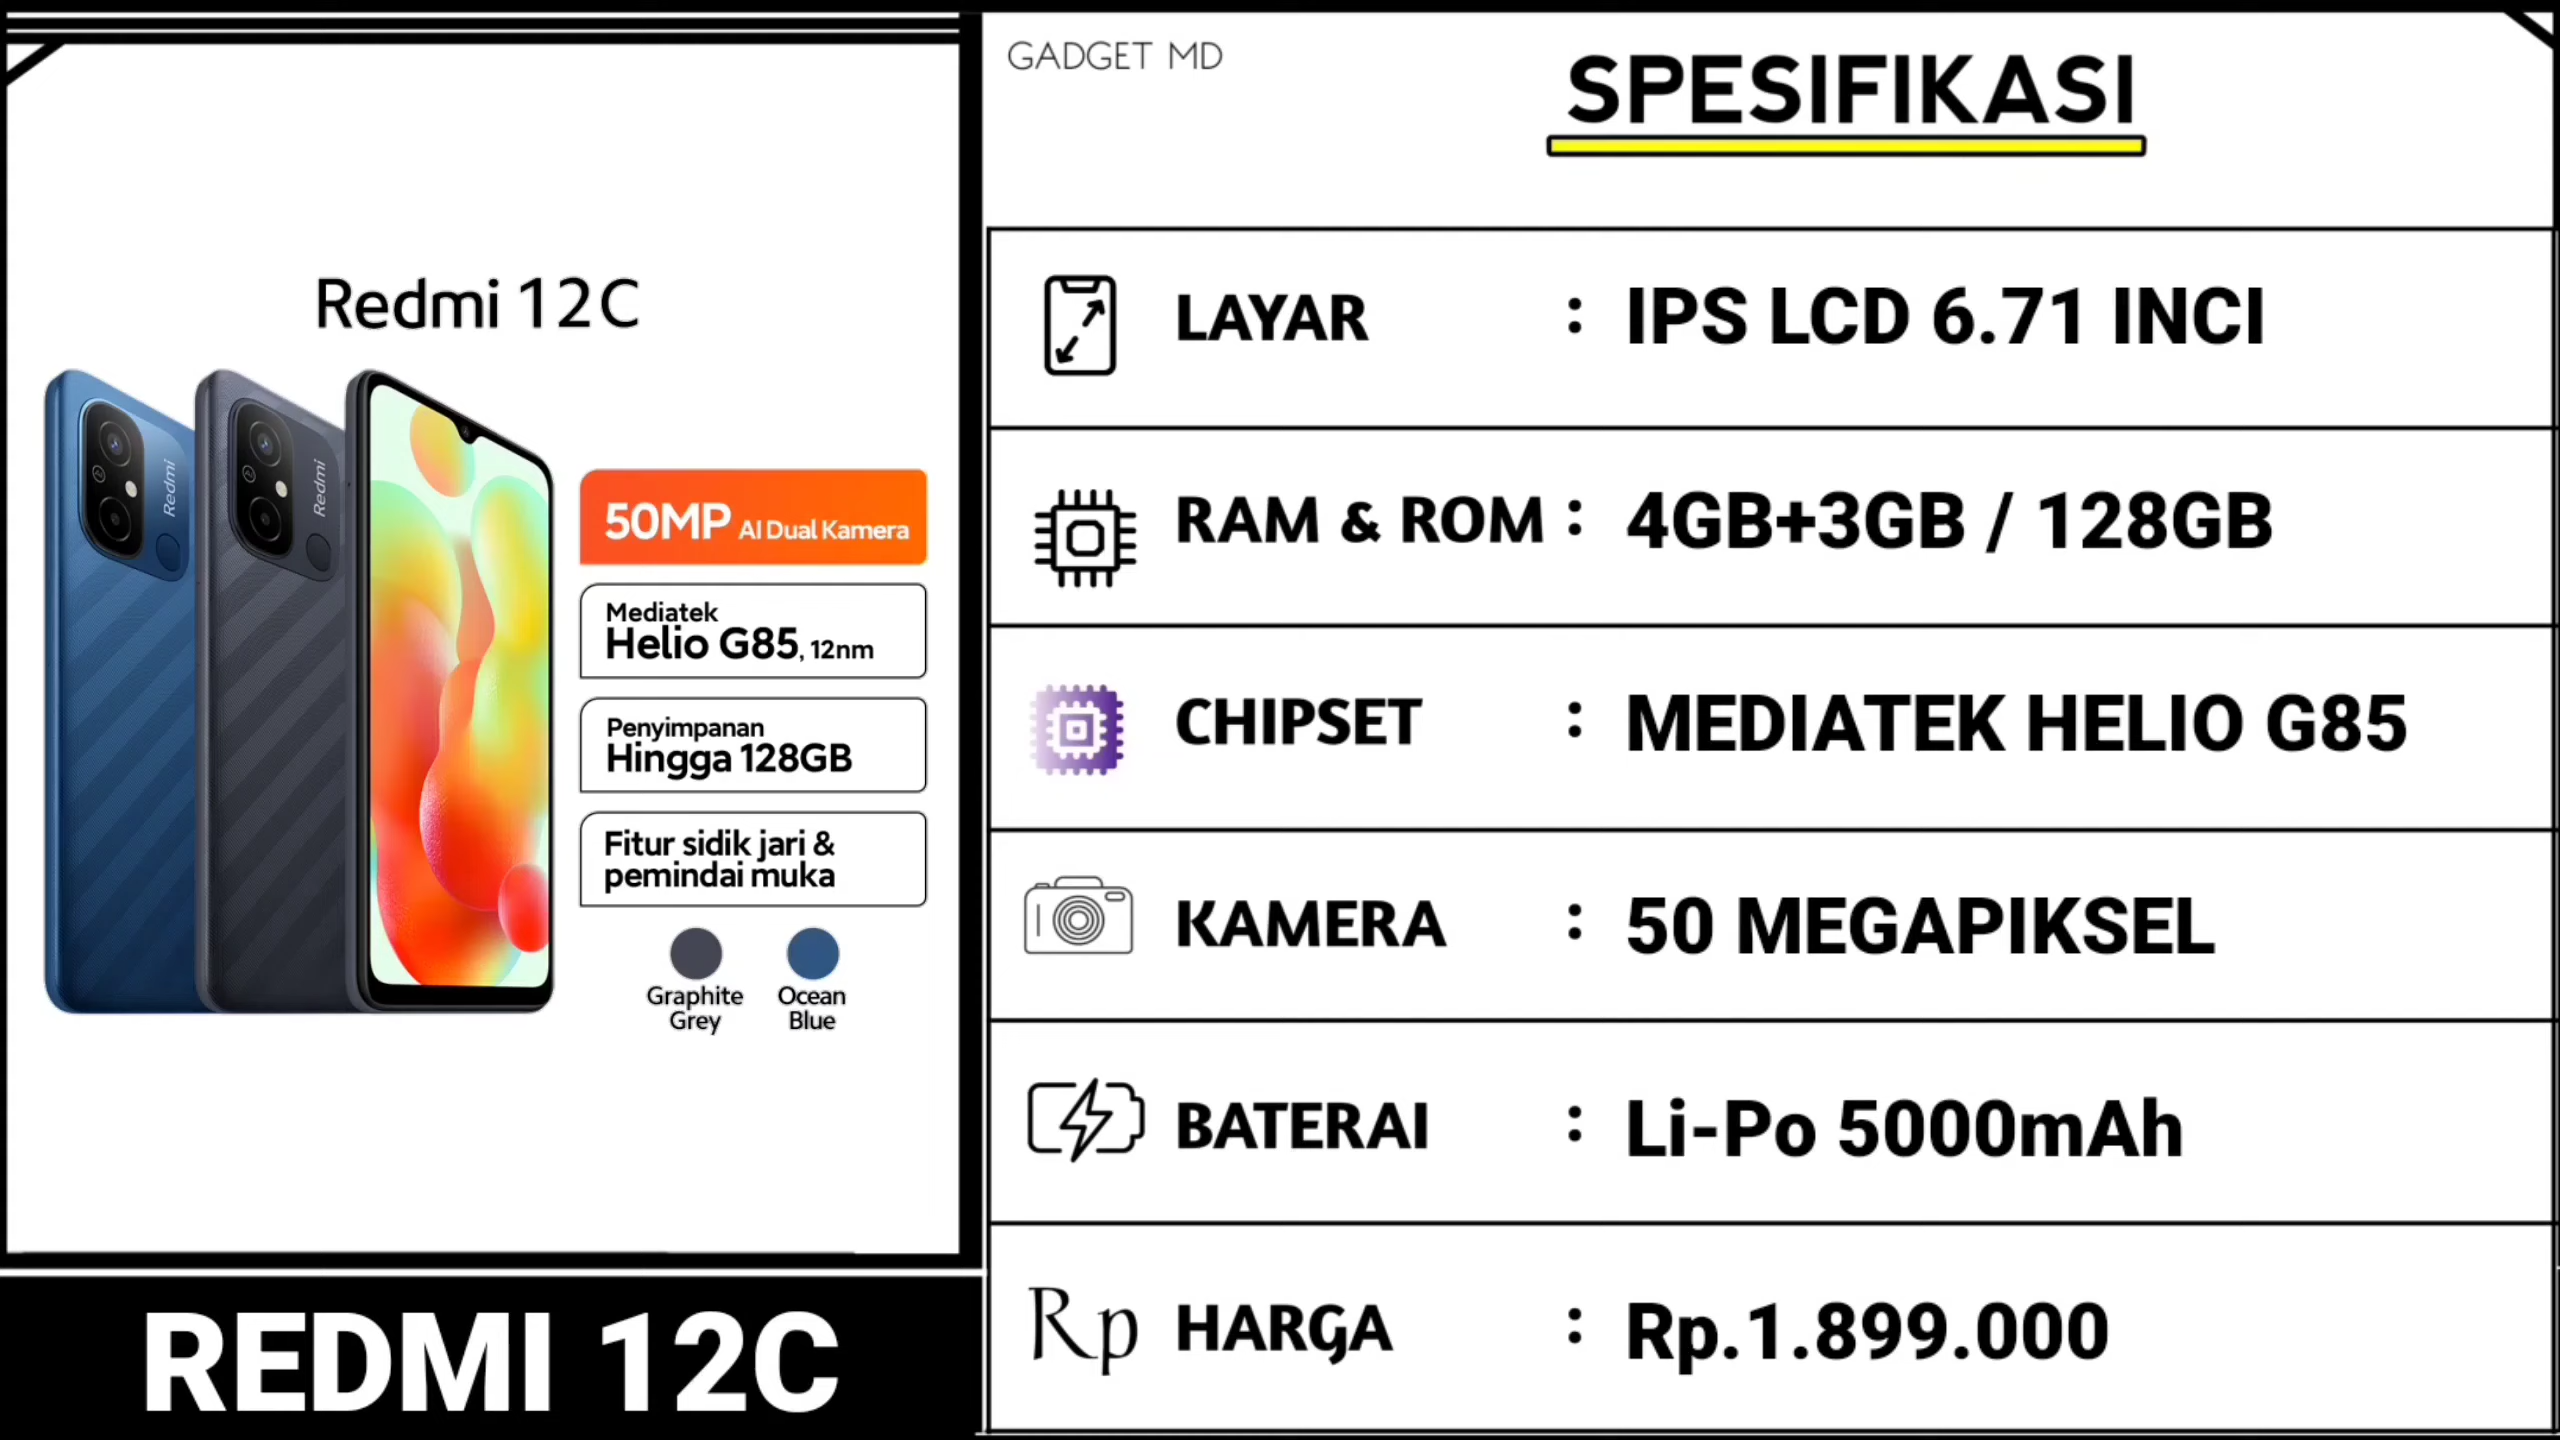 Redmi 12C
Redmi
Redmi
50MP AI Dual Kamera
Mediatek
Helio G85, 12nm
Penyimpanan
Hingga 128GB
Fitur sidik jari &
pemindai muka
Graphite
Grey
Ocean
Blue
REDMI 12C
GADGET MD
SPESIFIKASI
LAYAR : IPS LCD 6.71 INCI
RAM & ROM : 4GB+3GB / 128GB
CHIPSET : MEDIATEK HELIO G85
KAMERA : 50 MEGAPIKSEL
BATERAI : Li-Po 5000mAh
Rp HARGA : Rp.1.899.000